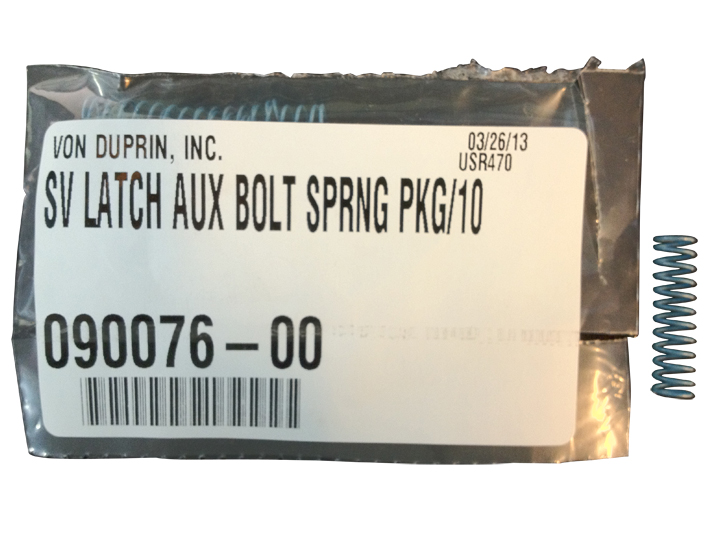 VON DUPRIN, INC.
03/26/13
USR470
SV LATCH AUX BOLT SPRNG PKG/10
090076-00